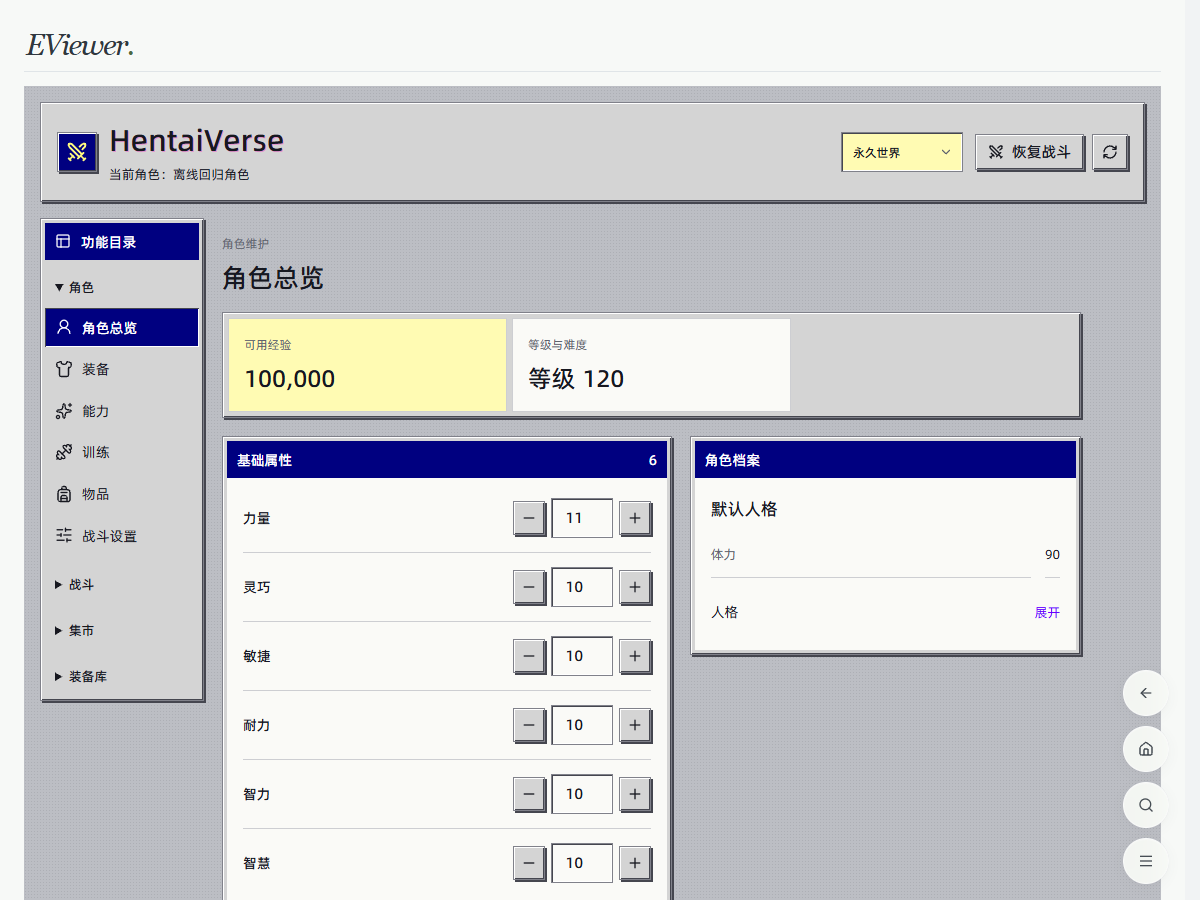 EViewer.
HentaiVerse
当前角色：离线回归角色
永久世界
恢复战斗
功能目录
▼ 角色
角色总览
装备
能力
训练
物品
战斗设置
▶ 战斗
▶ 集市
▶ 装备库
角色维护
角色总览
可用经验
100,000
等级与难度
等级 120
基础属性 6
力量 − 11 +
灵巧 − 10 +
敏捷 − 10 +
耐力 − 10 +
智力 − 10 +
智慧 − 10 +
角色档案
默认人格
体力 90
人格 展开